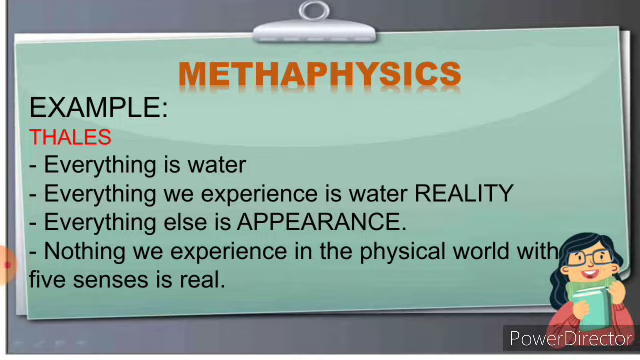 METHAPHYSICS
EXAMPLE:
THALES
- Everything is water
- Everything we experience is water REALITY
- Everything else is APPEARANCE.
- Nothing we experience in the physical world with
five senses is real.
PowerDirector